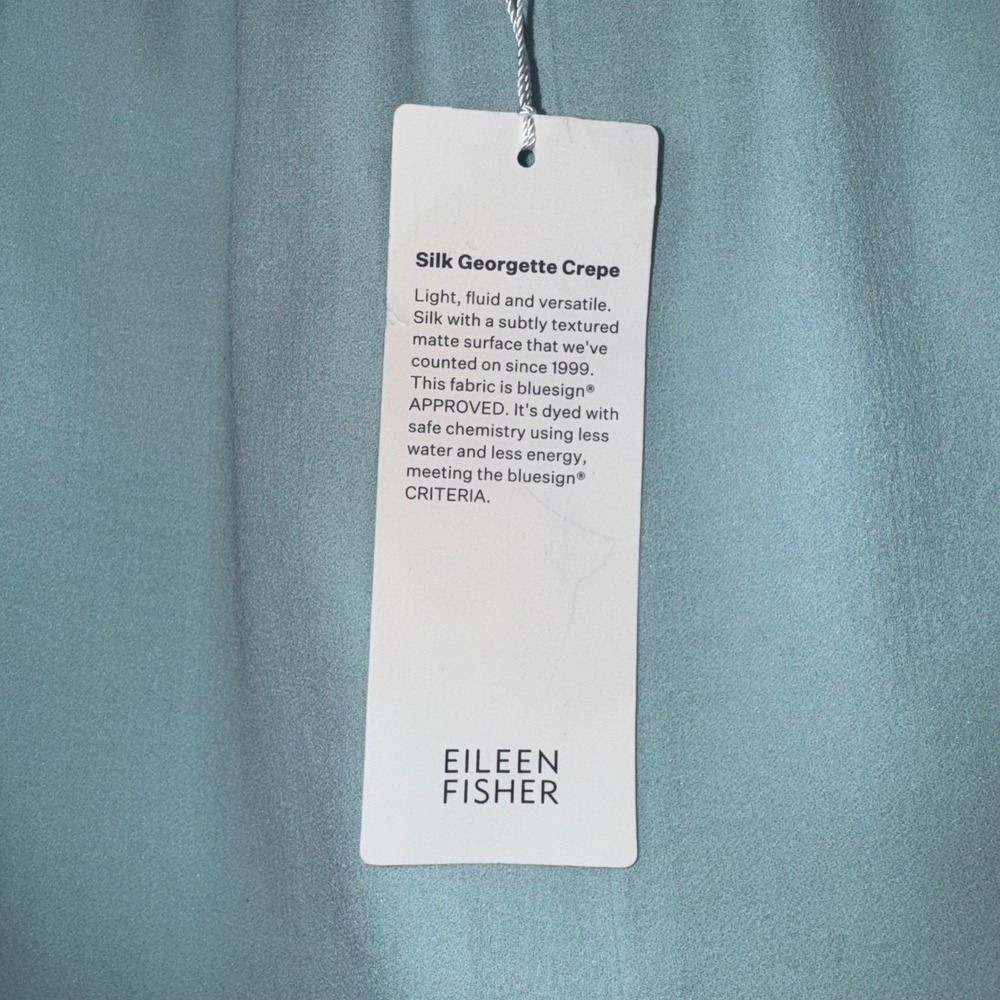 Silk Georgette Crepe
Light, fluid and versatile.
Silk with a subtly textured
matte surface that we've
counted on since 1999.
This fabric is bluesign®
APPROVED. It's dyed with
safe chemistry using less
water and less energy,
meeting the bluesign®
CRITERIA.
EILEEN
FISHER